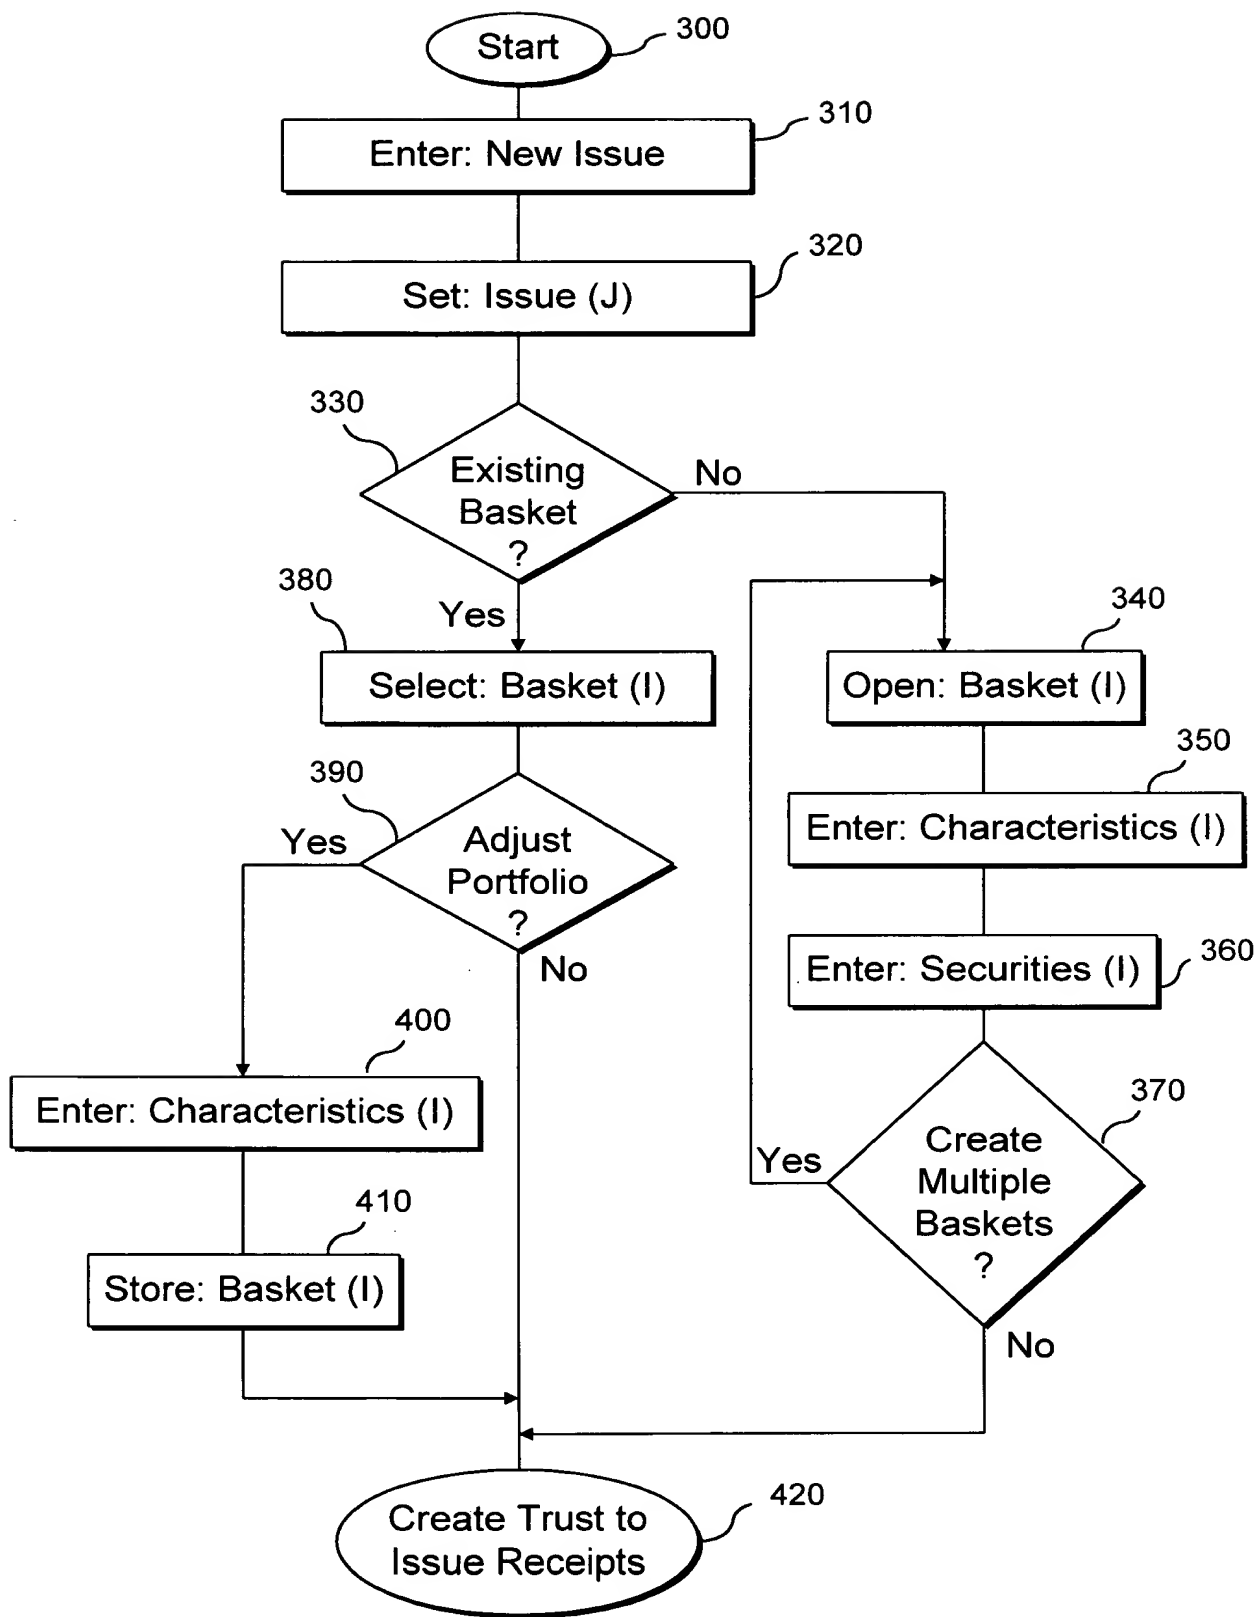 Start
300
310
Enter: New Issue
320
Set: Issue (J)
330
Existing
Basket
?
No
380
Yes
340
Select: Basket (I)
Open: Basket (I)
350
390
Yes
Adjust
Portfolio
?
Enter: Characteristics (I)
No
360
Enter: Securities (I)
400
Enter: Characteristics (I)
370
Create
Multiple
Baskets
?
Yes
410
Store: Basket (I)
No
420
Create Trust to
Issue Receipts